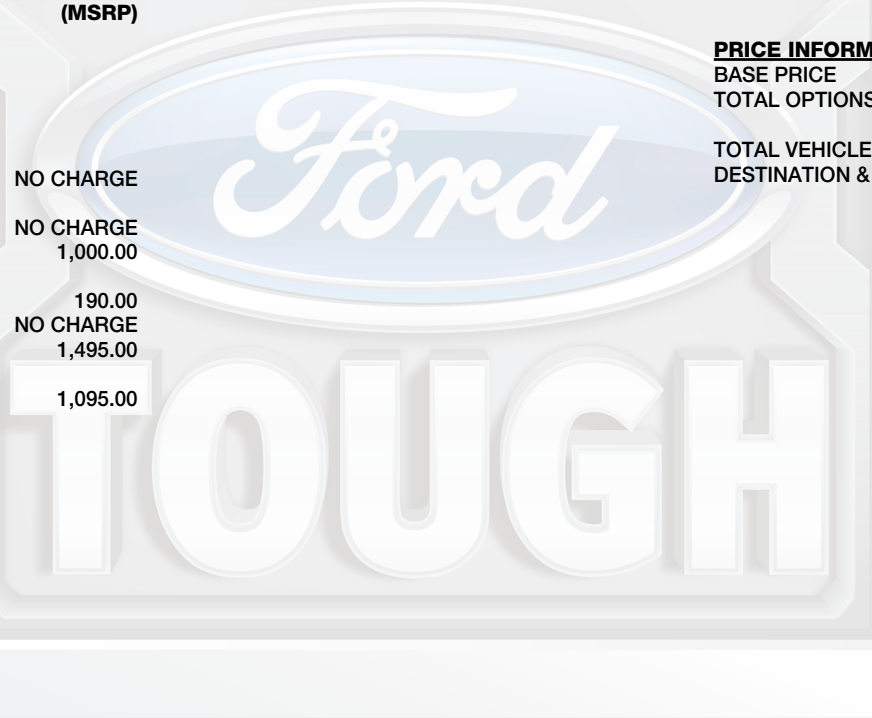 (MSRP)
NO CHARGE
NO CHARGE
1,000.00
190.00
NO CHARGE
1,495.00
1,095.00
PRICE INFORM
BASE PRICE
TOTAL OPTIONS
TOTAL VEHICLE
DESTINATION &
Ford
TOUGH